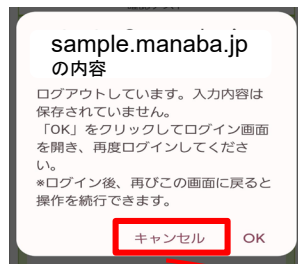 sample.manaba.jp
の内容
ログアウトしています。入力内容は
保存されていません。
「OK」をクリックしてログイン画面
を開き、再度ログインしてくださ
い。
※ログイン後、再びこの画面に戻ると
操作を続行できます。
キャンセル OK